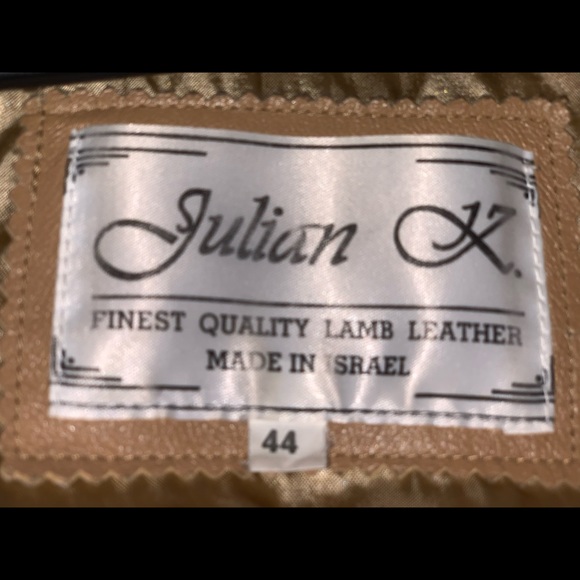 Julian K.
FINEST QUALITY LAMB LEATHER
MADE IN ISRAEL
44